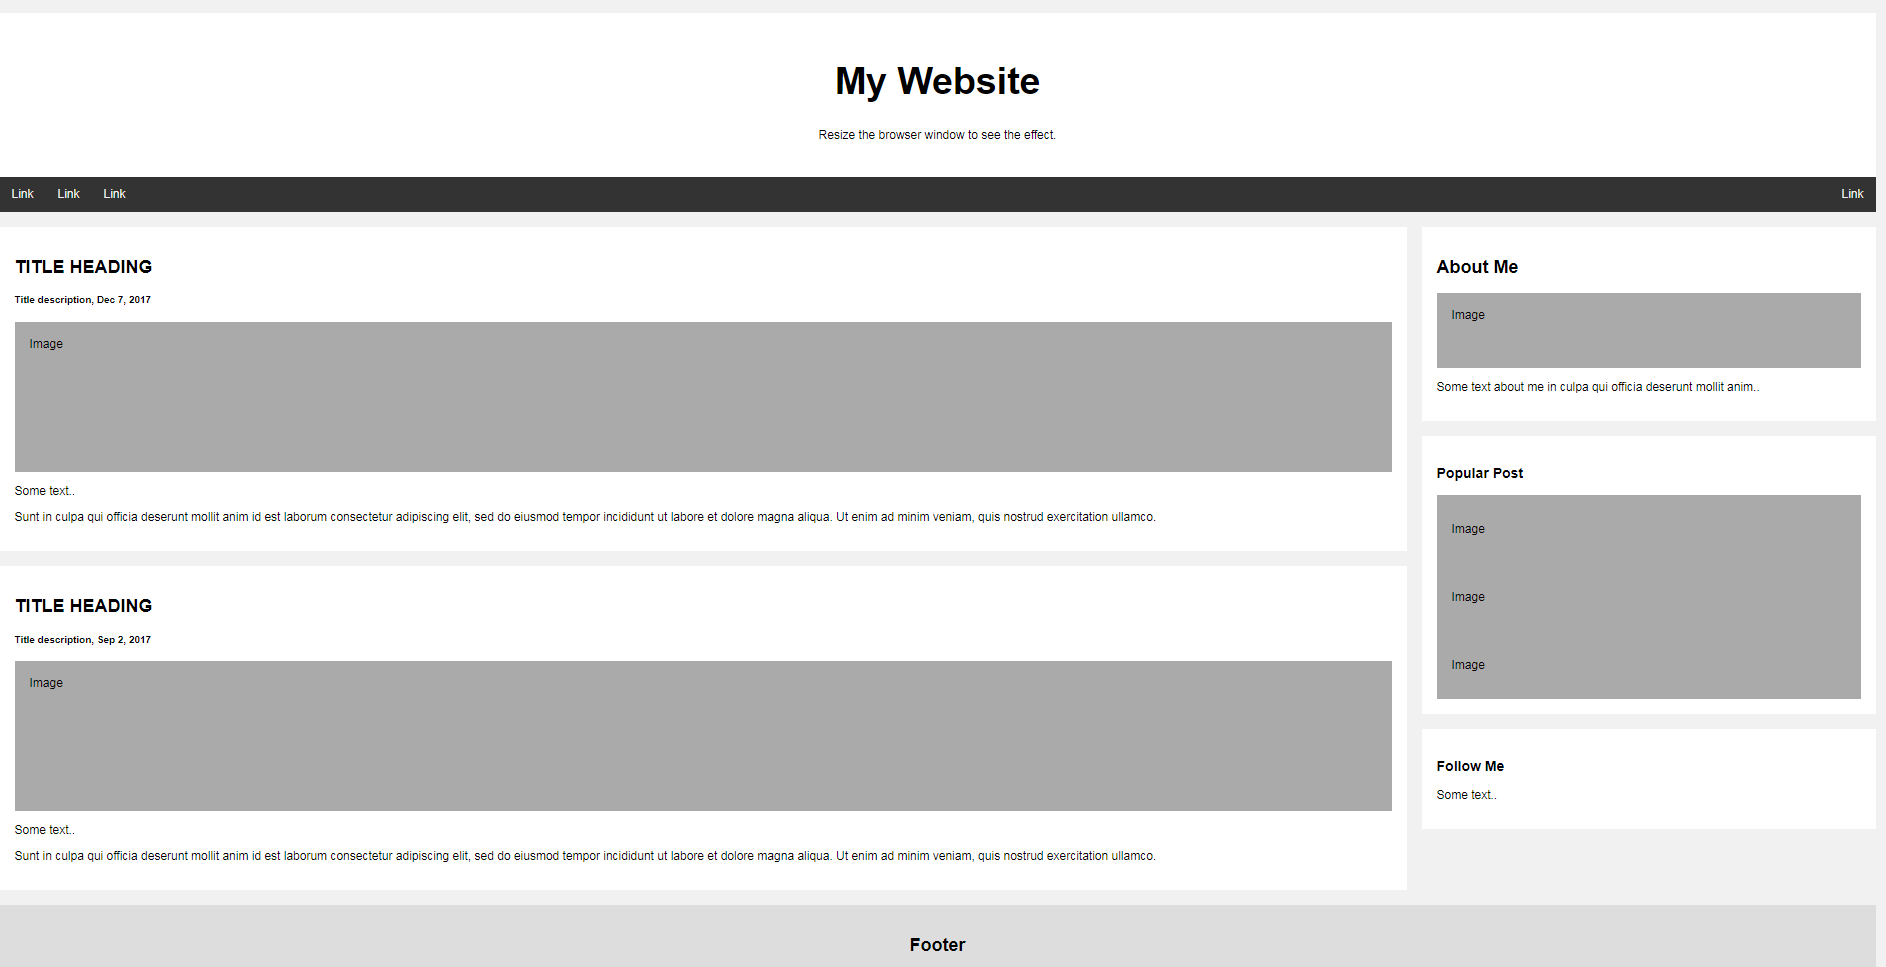 My Website
Resize the browser window to see the effect.
Link Link Link Link
TITLE HEADING
Title description, Dec 7, 2017
Image
Some text..
Sunt in culpa qui officia deserunt mollit anim id est laborum consectetur adipiscing elit, sed do eiusmod tempor incididunt ut labore et dolore magna aliqua. Ut enim ad minim veniam, quis nostrud exercitation ullamco.
TITLE HEADING
Title description, Sep 2, 2017
Image
Some text..
Sunt in culpa qui officia deserunt mollit anim id est laborum consectetur adipiscing elit, sed do eiusmod tempor incididunt ut labore et dolore magna aliqua. Ut enim ad minim veniam, quis nostrud exercitation ullamco.
About Me
Image
Some text about me in culpa qui officia deserunt mollit anim..
Popular Post
Image
Image
Image
Follow Me
Some text..
Footer